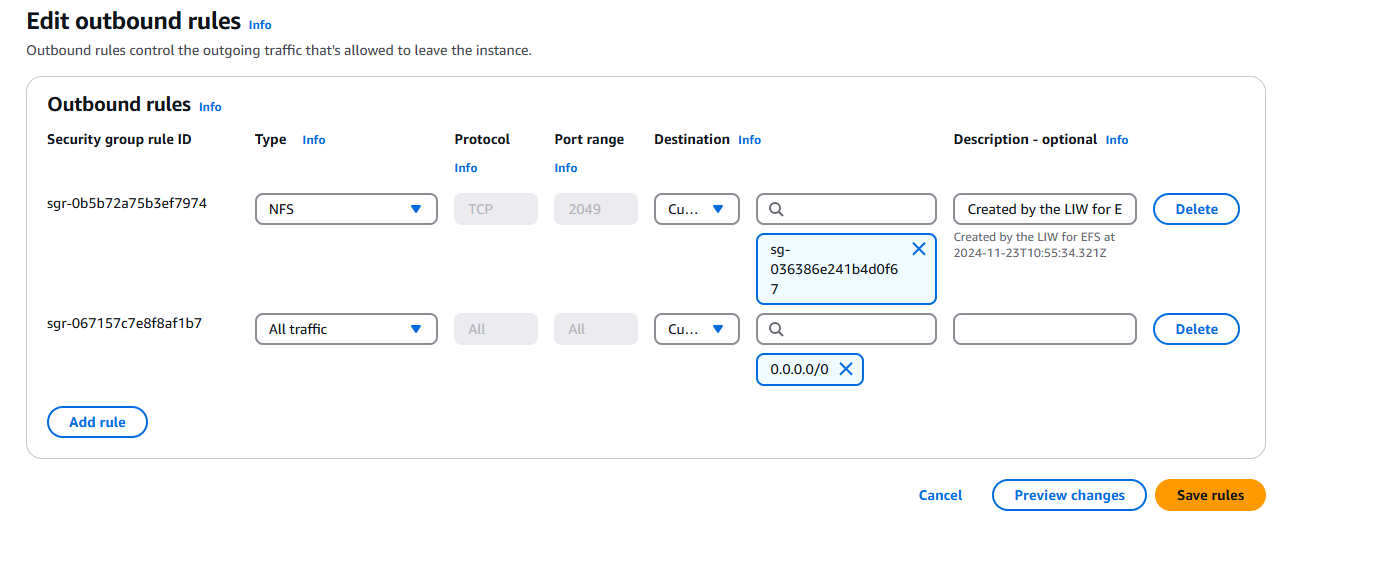 Edit outbound rules Info
Outbound rules control the outgoing traffic that's allowed to leave the instance.
Outbound rules Info
Security group rule ID Type Info Protocol Port range Destination Info Description - optional Info
Info Info
sgr-0b5b72a75b3ef7974 NFS TCP 2049 Cu... Created by the LIW for E Delete
Created by the LIW for EFS at
sg-
2024-11-23T10:55:34.321Z
036386e241b4d0f6
7
sgr-067157c7e8f8af1b7 All traffic All All Cu... Delete
0.0.0.0/0
Add rule
Cancel Preview changes Save rules